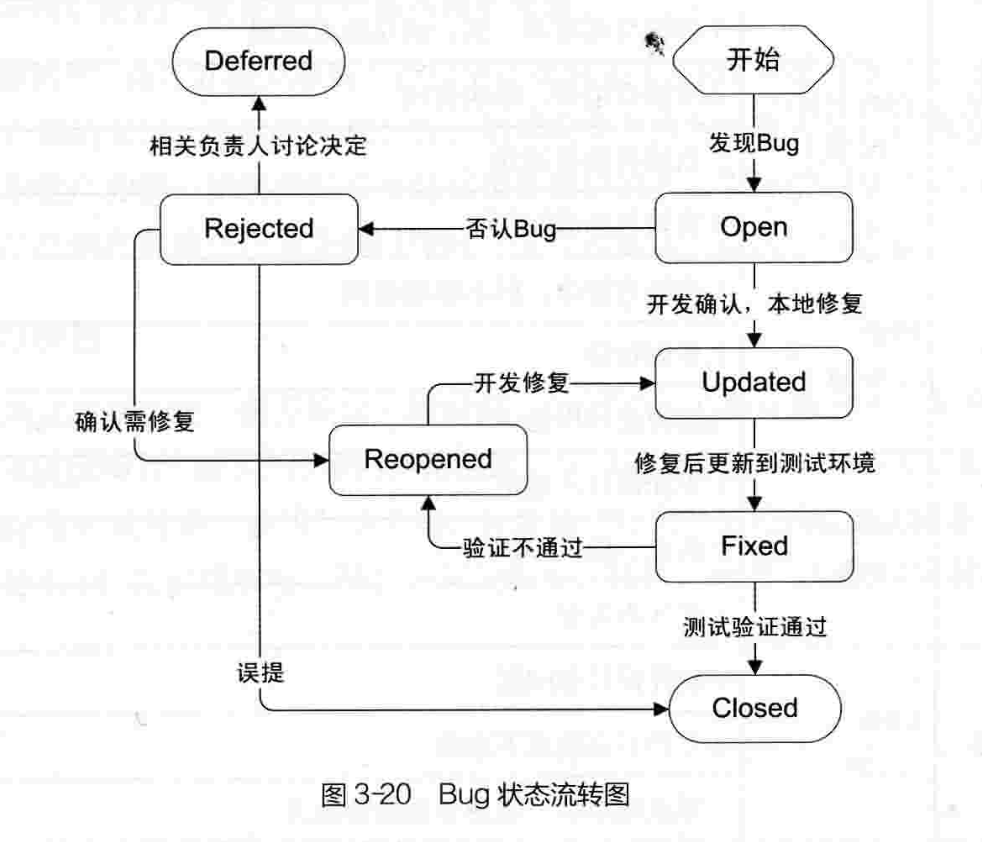 Deferred
开始
相关负责人讨论决定
发现Bug
Rejected
否认Bug
Open
开发确认，本地修复
开发修复
Updated
确认需修复
Reopened
修复后更新到测试环境
验证不通过
Fixed
测试验证通过
误提
Closed
图 3-20 Bug 状态流转图